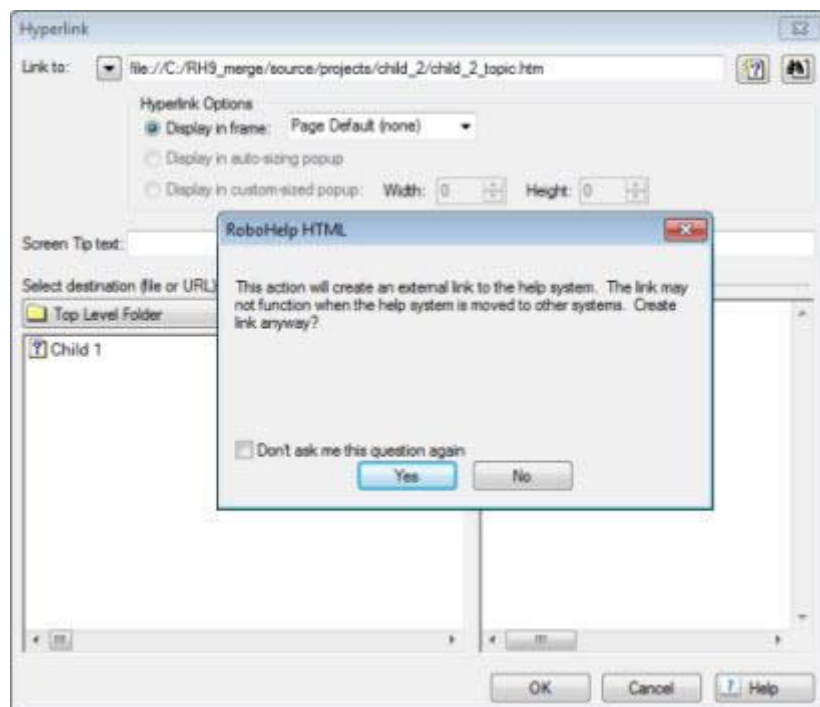 Hyperlink
Link to: file://C:/RH9_merge/source/projects/child_2/child_2_topic.htm
Hyperlink Options
Display in frame: Page Default (none)
Display in auto-sizing popup
Display in custom-sized popup: Width: 0 Height: 0
Screen Tip text:
RoboHelp HTML
Select destination (file or URL)
This action will create an external link to the help system. The link may
not function when the help system is moved to other systems. Create
link anyway?
Top Level Folder
Child 1
Don't ask me this question again
Yes No
OK Cancel Help